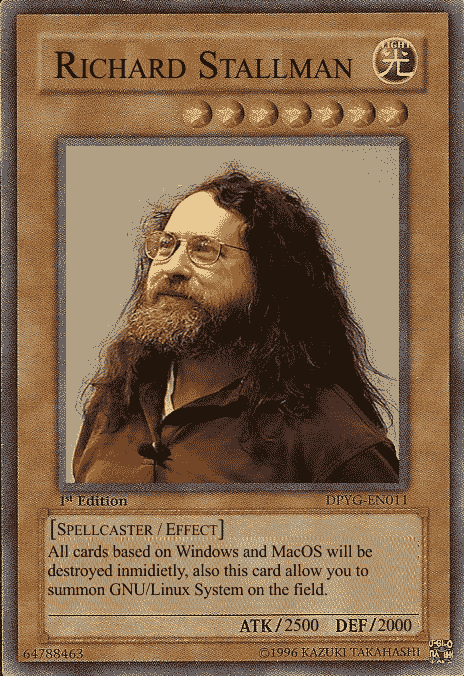 RICHARD STALLMAN
LIGHT
光
1st Edition
DPYG-EN011
[SPELLCASTER / EFFECT]
All cards based on Windows and MacOS will be
destroyed inmidietly, also this card allow you to
summon GNU/Linux System on the field.
ATK/2500 DEF/2000
64788463
©1996 KAZUKI TAKAHASHI